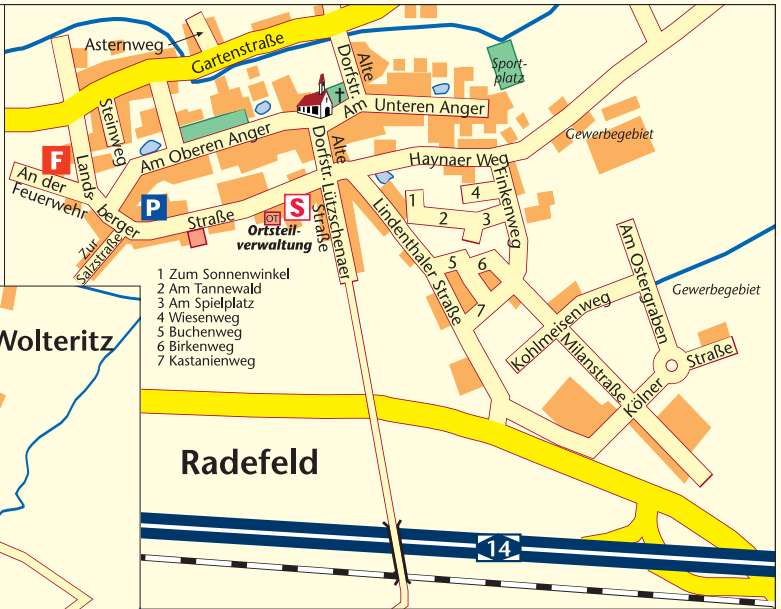 Asternweg
Gartenstraße
Alte
Dorfstr.
Sport-
platz
Steinweg
Am Unteren Anger
Am Oberen Anger
Gewerbegebiet
F
An der
Feuerwehr
Landsberger
Straße
P
Alte
Dorfstr.
Haynaer Weg
Finkenweg
1
4
2
3
S
OT
Ortsteil-
verwaltung
Lützschenaer
Straße
Lindenthaler Straße
Zur
Salzstraße
Am Ostergraben
5
6
7
1 Zum Sonnenwinkel
2 Am Tannewald
3 Am Spielplatz
4 Wiesenweg
5 Buchenweg
6 Birkenweg
7 Kastanienweg
Gewerbegebiet
Kohlmeisenweg
Milanstraße
Kölner Straße
Wolteritz
Radefeld
14